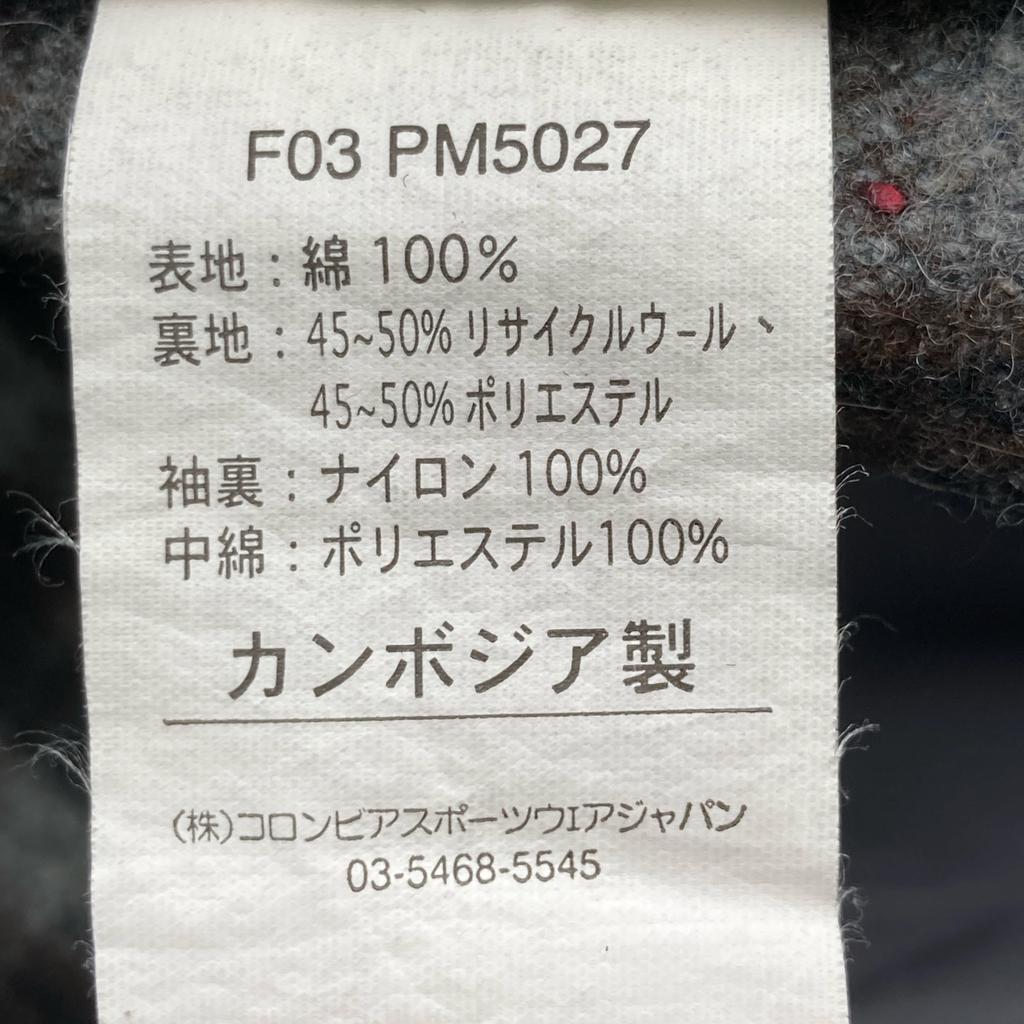 F03 PM5027
表地：綿 100%
裏地：45~50% リサイクルウール、
45~50% ポリエステル
袖裏：ナイロン 100%
中綿：ポリエステル100%
カンボジア製
(株)コロンビアスポーツウエアジャパン
03-5468-5545